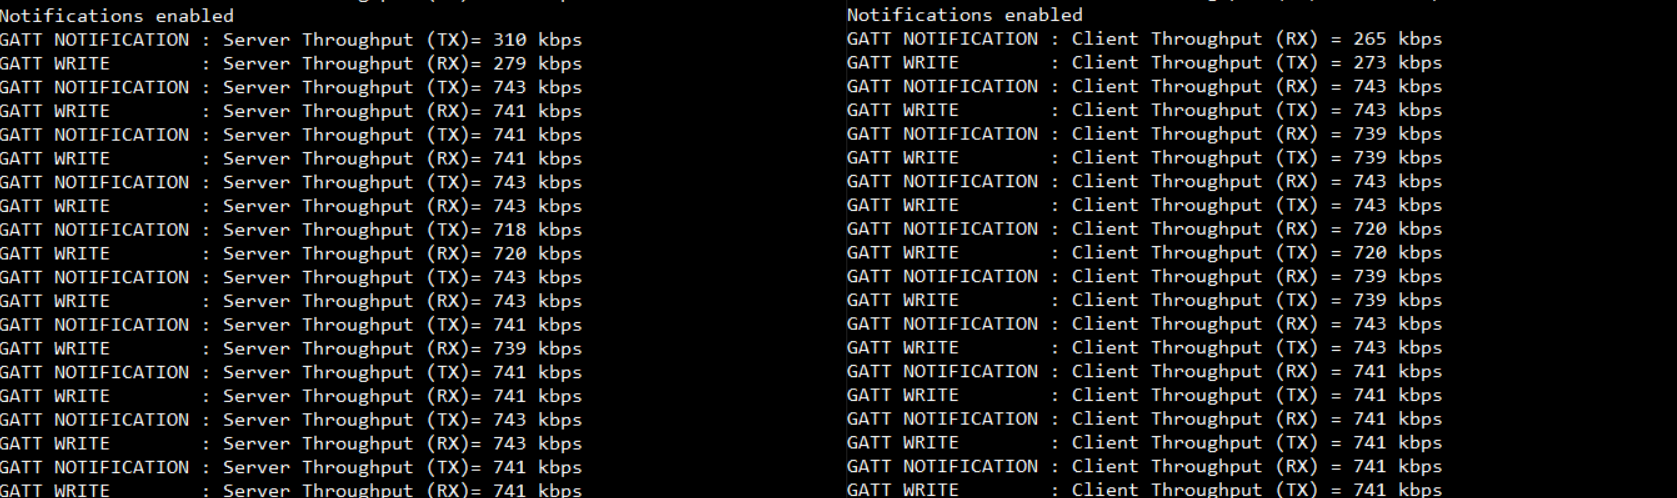 Notifications enabled
GATT NOTIFICATION : Server Throughput (TX)= 310 kbps
GATT WRITE        : Server Throughput (RX)= 279 kbps
GATT NOTIFICATION : Server Throughput (TX)= 743 kbps
GATT WRITE        : Server Throughput (RX)= 741 kbps
GATT NOTIFICATION : Server Throughput (TX)= 741 kbps
GATT WRITE        : Server Throughput (RX)= 741 kbps
GATT NOTIFICATION : Server Throughput (TX)= 743 kbps
GATT WRITE        : Server Throughput (RX)= 743 kbps
GATT NOTIFICATION : Server Throughput (TX)= 718 kbps
GATT WRITE        : Server Throughput (RX)= 720 kbps
GATT NOTIFICATION : Server Throughput (TX)= 743 kbps
GATT WRITE        : Server Throughput (RX)= 743 kbps
GATT NOTIFICATION : Server Throughput (TX)= 741 kbps
GATT WRITE        : Server Throughput (RX)= 739 kbps
GATT NOTIFICATION : Server Throughput (TX)= 741 kbps
GATT WRITE        : Server Throughput (RX)= 741 kbps
GATT NOTIFICATION : Server Throughput (TX)= 743 kbps
GATT WRITE        : Server Throughput (RX)= 743 kbps
GATT NOTIFICATION : Server Throughput (TX)= 741 kbps
GATT WRITE        : Server Throughput (RX)= 741 kbps
Notifications enabled
GATT NOTIFICATION : Client Throughput (RX) = 265 kbps
GATT WRITE        : Client Throughput (TX) = 273 kbps
GATT NOTIFICATION : Client Throughput (RX) = 743 kbps
GATT WRITE        : Client Throughput (TX) = 743 kbps
GATT NOTIFICATION : Client Throughput (RX) = 739 kbps
GATT WRITE        : Client Throughput (TX) = 739 kbps
GATT NOTIFICATION : Client Throughput (RX) = 743 kbps
GATT WRITE        : Client Throughput (TX) = 743 kbps
GATT NOTIFICATION : Client Throughput (RX) = 720 kbps
GATT WRITE        : Client Throughput (TX) = 720 kbps
GATT NOTIFICATION : Client Throughput (RX) = 739 kbps
GATT WRITE        : Client Throughput (TX) = 739 kbps
GATT NOTIFICATION : Client Throughput (RX) = 743 kbps
GATT WRITE        : Client Throughput (TX) = 743 kbps
GATT NOTIFICATION : Client Throughput (RX) = 741 kbps
GATT WRITE        : Client Throughput (TX) = 741 kbps
GATT NOTIFICATION : Client Throughput (RX) = 741 kbps
GATT WRITE        : Client Throughput (TX) = 741 kbps
GATT NOTIFICATION : Client Throughput (RX) = 741 kbps
GATT WRITE        : Client Throughput (TX) = 741 kbps